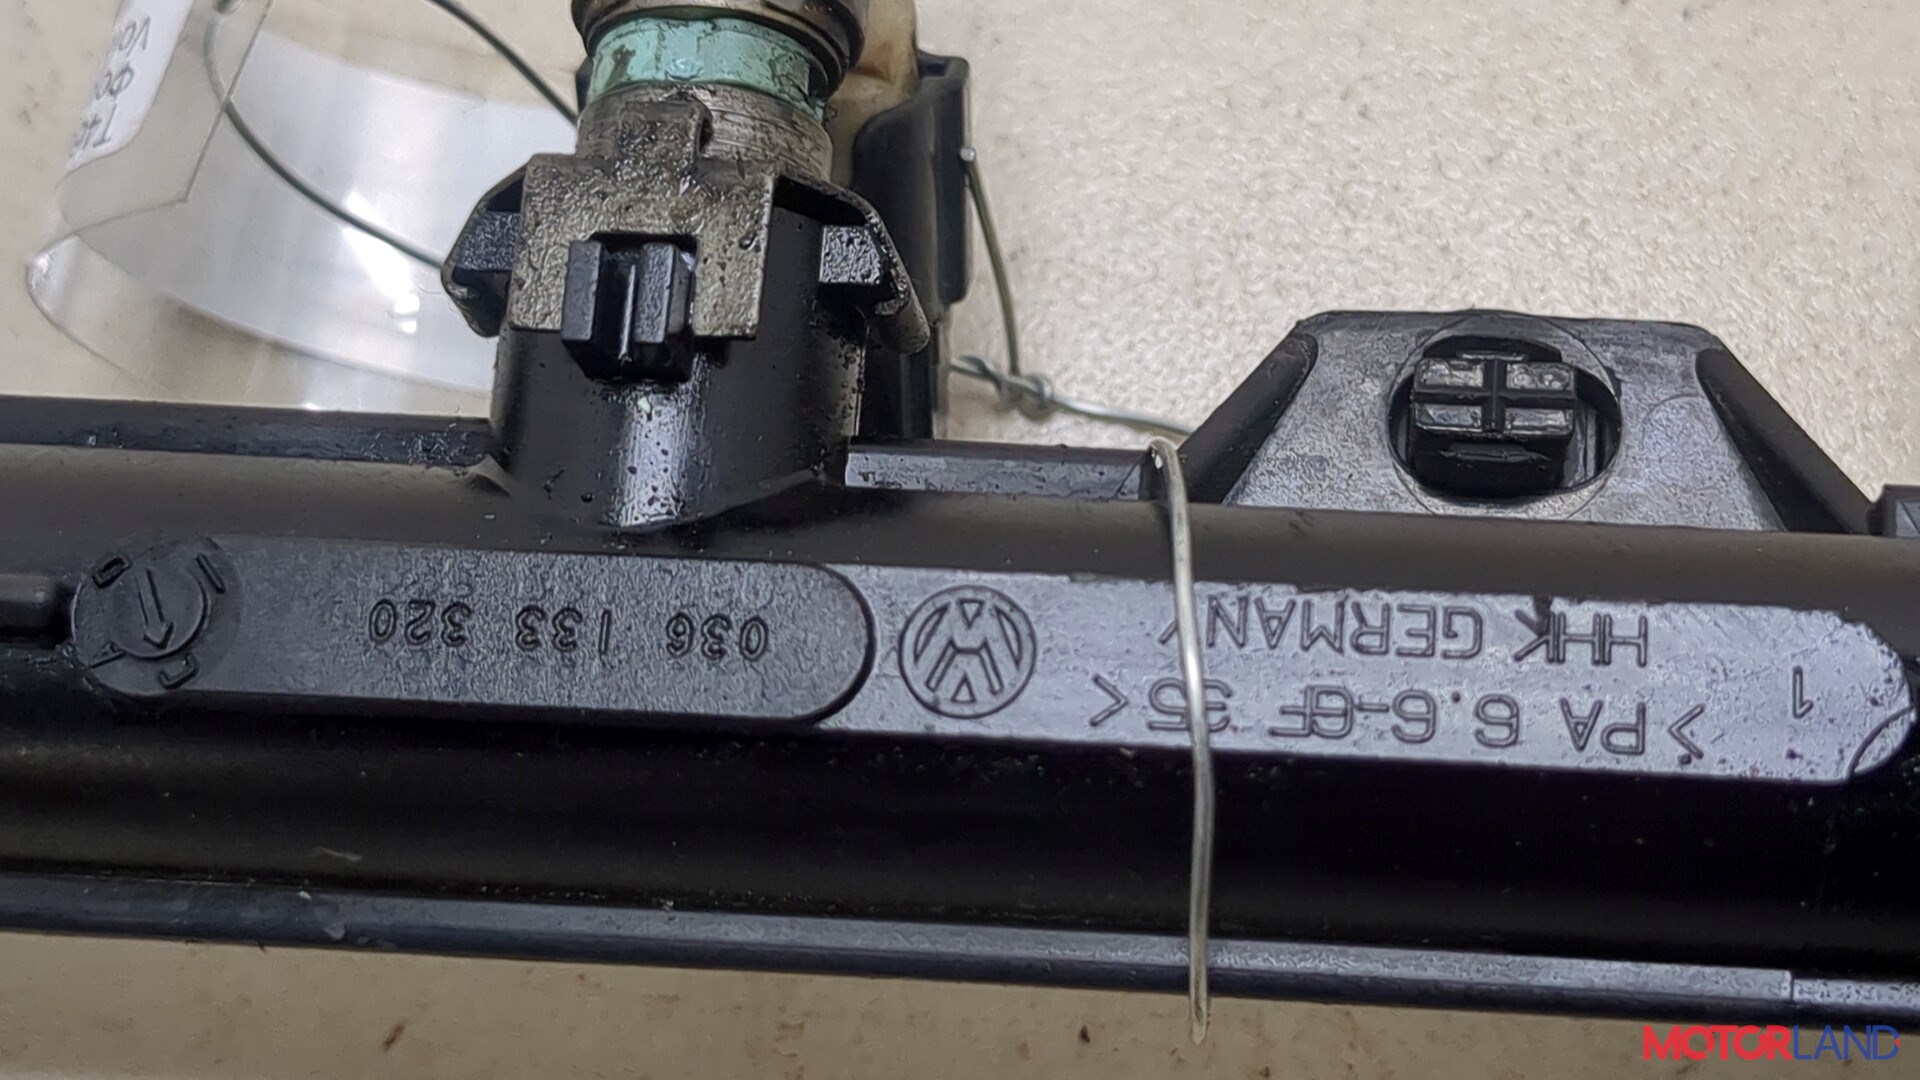 036 133 320
HHK GERMANY
>PA 6.6-GF 35<
1
MOTORLAND